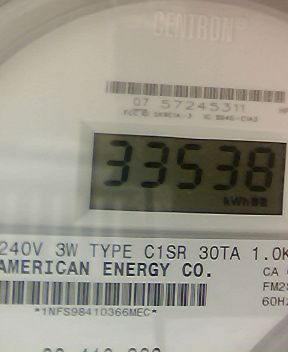 CENTRON
07 57245311
33538
kWh
240V 3W TYPE C1SR 30TA 1.0K
AMERICAN ENERGY CO.
CA
FM2S
60Hz
*1NFS98410366MEC*